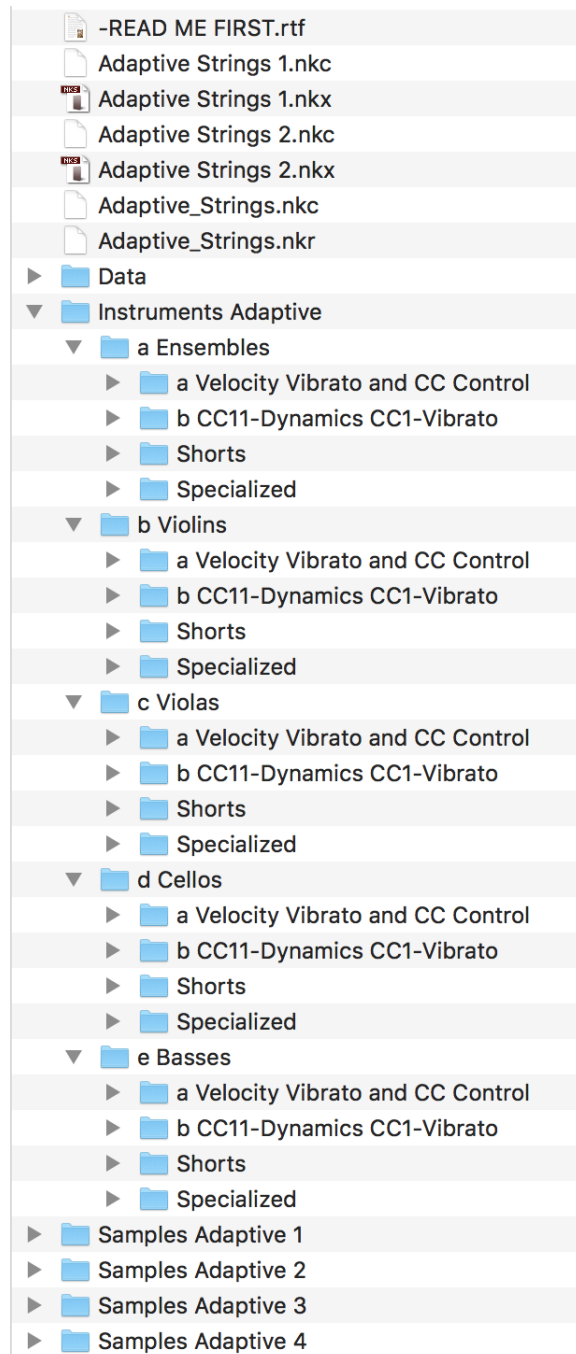 -READ ME FIRST.rtf
Adaptive Strings 1.nkc
NKS
Adaptive Strings 1.nkx
Adaptive Strings 2.nkc
NKS
Adaptive Strings 2.nkx
Adaptive_Strings.nkc
Adaptive_Strings.nkr
Data
Instruments Adaptive
a Ensembles
a Velocity Vibrato and CC Control
b CC11-Dynamics CC1-Vibrato
Shorts
Specialized
b Violins
a Velocity Vibrato and CC Control
b CC11-Dynamics CC1-Vibrato
Shorts
Specialized
c Violas
a Velocity Vibrato and CC Control
b CC11-Dynamics CC1-Vibrato
Shorts
Specialized
d Cellos
a Velocity Vibrato and CC Control
b CC11-Dynamics CC1-Vibrato
Shorts
Specialized
e Basses
a Velocity Vibrato and CC Control
b CC11-Dynamics CC1-Vibrato
Shorts
Specialized
Samples Adaptive 1
Samples Adaptive 2
Samples Adaptive 3
Samples Adaptive 4